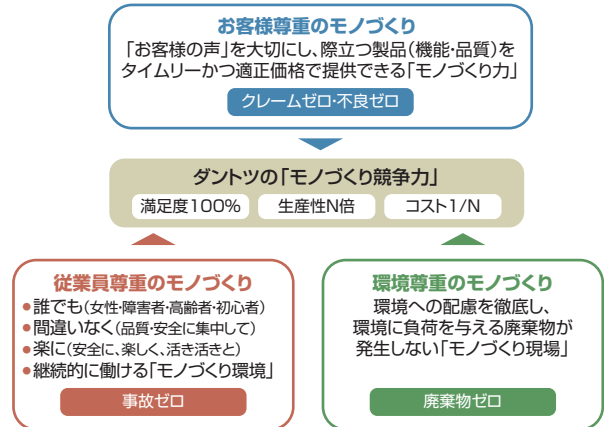 お客様尊重のモノづくり
「お客様の声」を大切にし、際立つ製品(機能・品質)を
タイムリーかつ適正価格で提供できる「モノづくり力」
クレームゼロ・不良ゼロ
ダントツの「モノづくり競争力」
満足度100%
生産性N倍
コスト1/N
従業員尊重のモノづくり
●誰でも(女性・障害者・高齢者・初心者)
●間違いなく(品質・安全に集中して)
●楽に(安全に、楽しく、活き活きと)
●継続的に働ける「モノづくり環境」
事故ゼロ
環境尊重のモノづくり
環境への配慮を徹底し、
環境に負荷を与える廃棄物が
発生しない「モノづくり現場」
廃棄物ゼロ